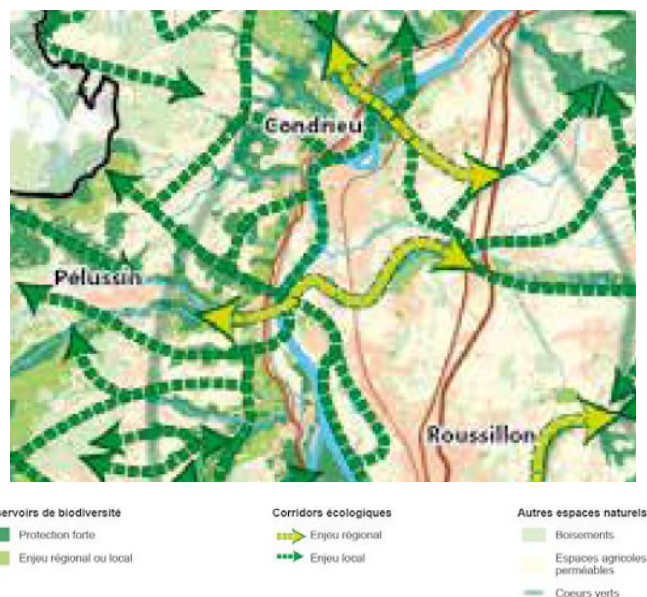 Condrieu
Pélussin
Roussillon
servoirs de biodiversité
Protection forte
Enjeu régional ou local
Corridors écologiques
Enjeu régional
Enjeu local
Autres espaces naturels
Boisements
Espaces agricoles
perméables
Coeurs verts